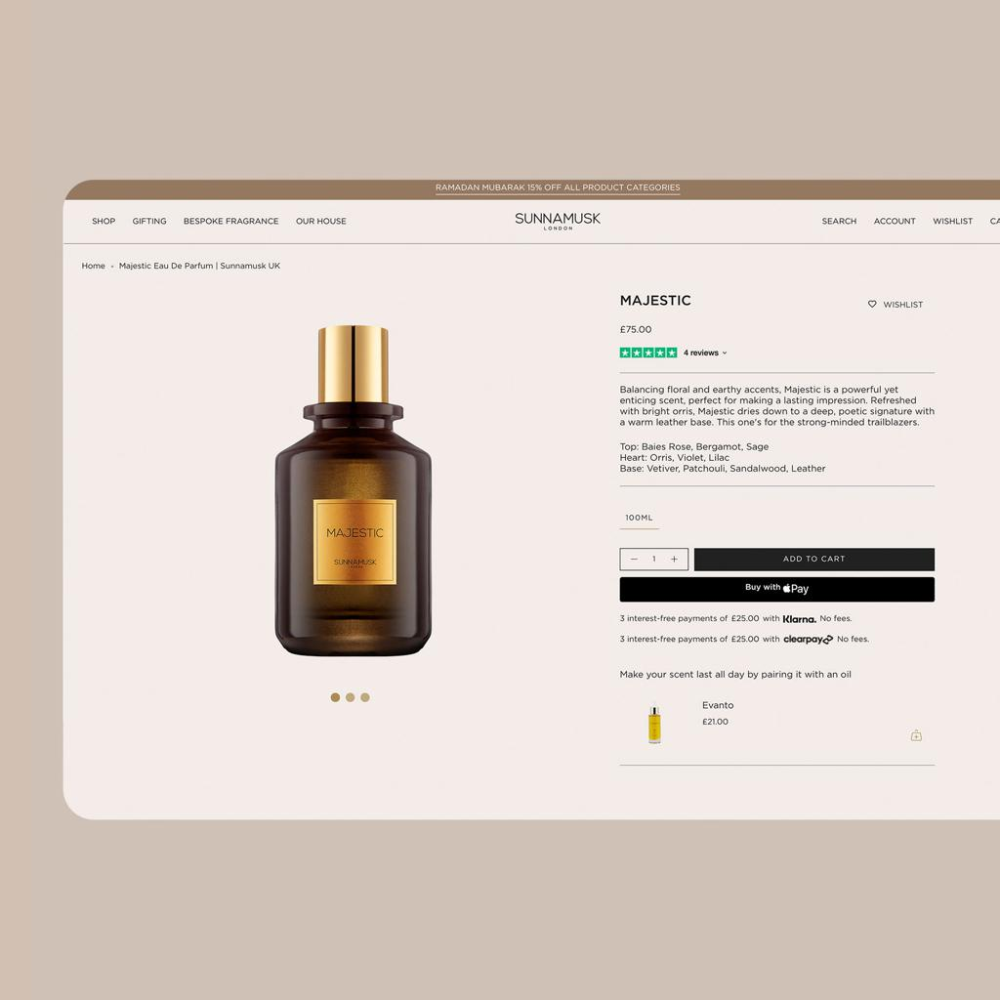 RAMADAN MUBARAK 15% OFF ALL PRODUCT CATEGORIES
SHOP GIFTING BESPOKE FRAGRANCE OUR HOUSE
SUNNAMUSK
LONDON
SEARCH ACCOUNT WISHLIST CA
Home • Majestic Eau De Parfum | Sunnamusk UK
MAJESTIC
SUNNAMUSK
LONDON
MAJESTIC
WISHLIST
£75.00
4 reviews
Balancing floral and earthy accents, Majestic is a powerful yet
enticing scent, perfect for making a lasting impression. Refreshed
with bright orris, Majestic dries down to a deep, poetic signature with
a warm leather base. This one's for the strong-minded trailblazers.
Top: Baies Rose, Bergamot, Sage
Heart: Orris, Violet, Lilac
Base: Vetiver, Patchouli, Sandalwood, Leather
100ML
— 1 + ADD TO CART
Buy with Pay
3 interest-free payments of £25.00 with Klarna. No fees.
3 interest-free payments of £25.00 with clearpay No fees.
Make your scent last all day by pairing it with an oil
Evanto
£21.00